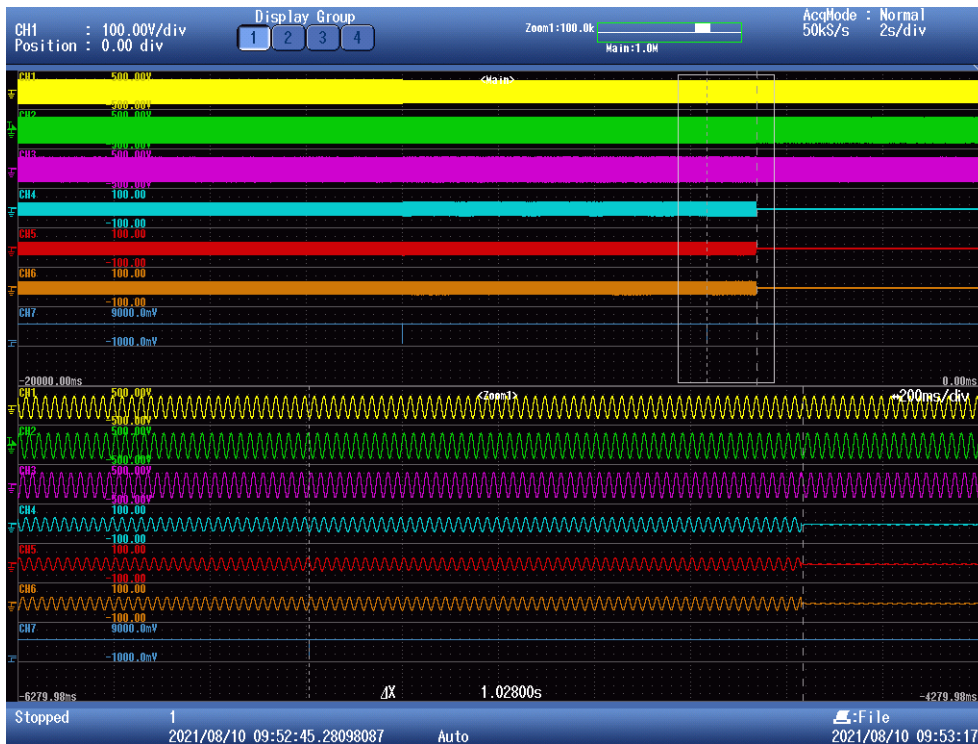 CH1 : 100.00V/div
Position : 0.00 div
Display Group
1 2 3 4
Zoom1:100.0k
Main:1.0M
AcqMode : Normal
50kS/s 2s/div
<Main>
CH1 500.00V
-500.00V
CH2 500.00V
-500.00V
CH3 500.00V
-500.00V
CH4 100.00
-100.00
CH5 100.00
-100.00
CH6 100.00
-100.00
CH7 9000.0mV
-1000.0mV
-20000.00ms 0.00ms
<Zoom1>
200ms/div
CH1 500.00V
-500.00V
CH2 500.00V
-500.00V
CH3 500.00V
-500.00V
CH4 100.00
-100.00
CH5 100.00
-100.00
CH6 100.00
-100.00
CH7 9000.0mV
-1000.0mV
-6279.98ms ΔX 1.02800s -4279.98ms
Stopped 1 :File
2021/08/10 09:52:45.28098087 Auto 2021/08/10 09:53:17